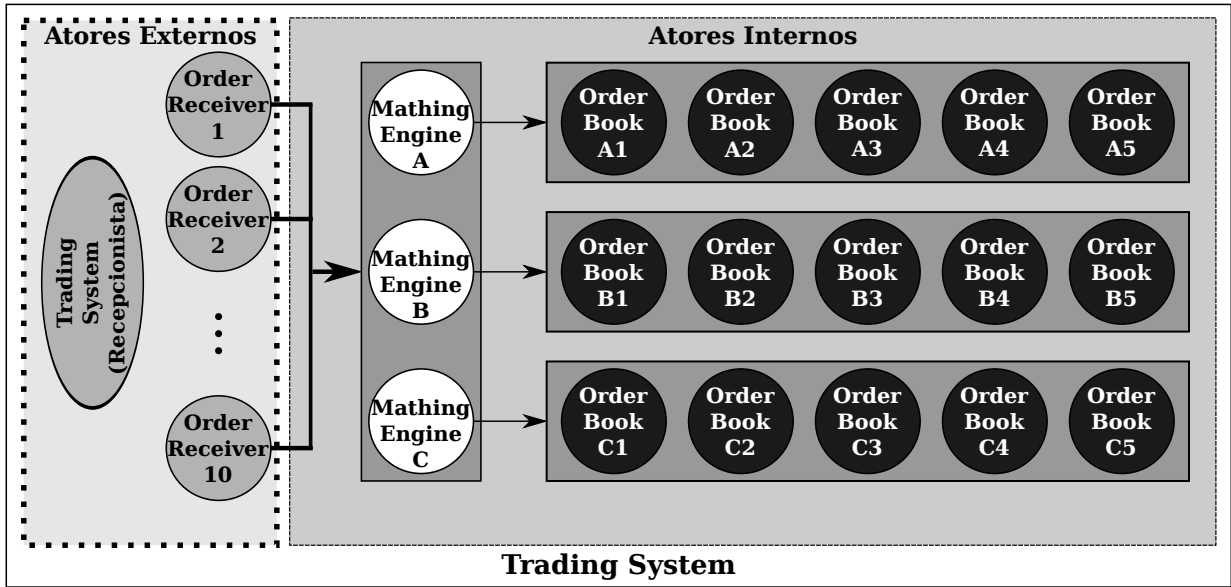 Atores Externos
Atores Internos
Order
Receiver
1
Order
Receiver
2
Order
Receiver
10
Trading
System
(Recepcionista)
Mathing
Engine
A
Order
Book
A1
Order
Book
A2
Order
Book
A3
Order
Book
A4
Order
Book
A5
Mathing
Engine
B
Order
Book
B1
Order
Book
B2
Order
Book
B3
Order
Book
B4
Order
Book
B5
Mathing
Engine
C
Order
Book
C1
Order
Book
C2
Order
Book
C3
Order
Book
C4
Order
Book
C5
Trading System